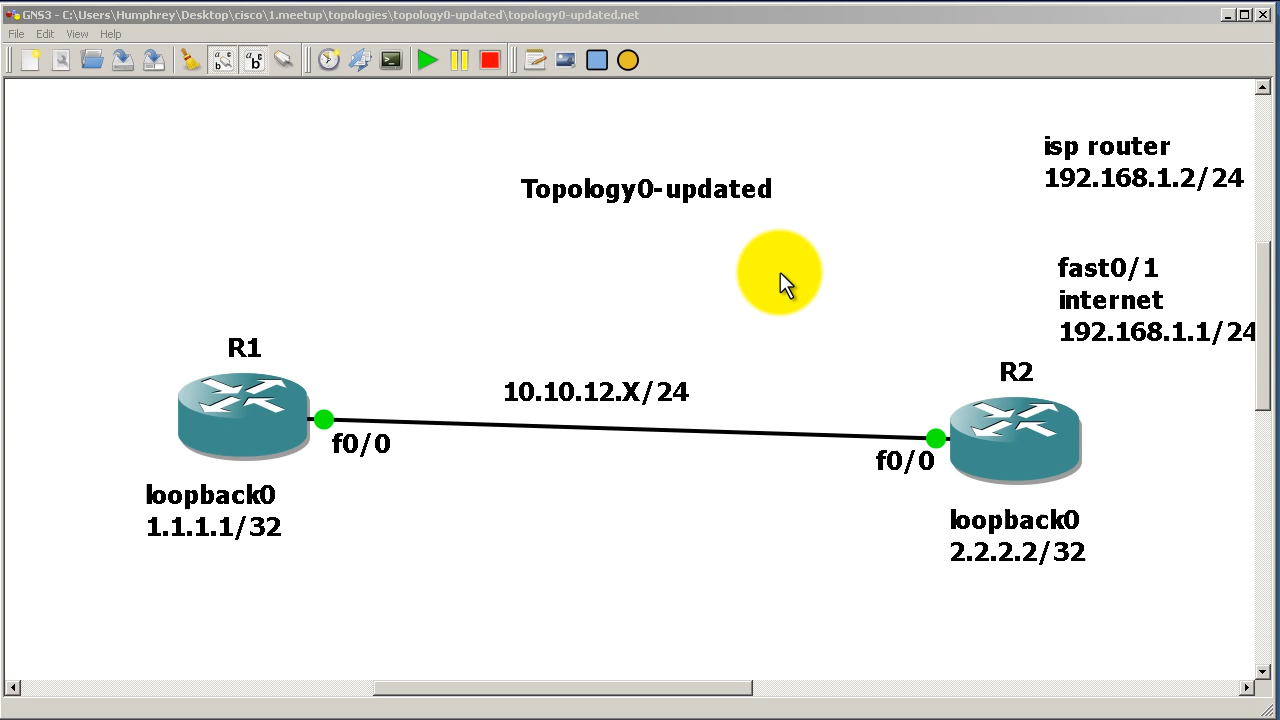 GNS3 - C:\Users\Humphrey\Desktop\cisco\1.meetup\topologies\topology0-updated\topology0-updated.net
File Edit View Help
isp router
192.168.1.2/24
Topology0-updated
fast0/1
internet
192.168.1.1/24
R1
R2
10.10.12.X/24
f0/0
f0/0
loopback0
1.1.1.1/32
loopback0
2.2.2.2/32